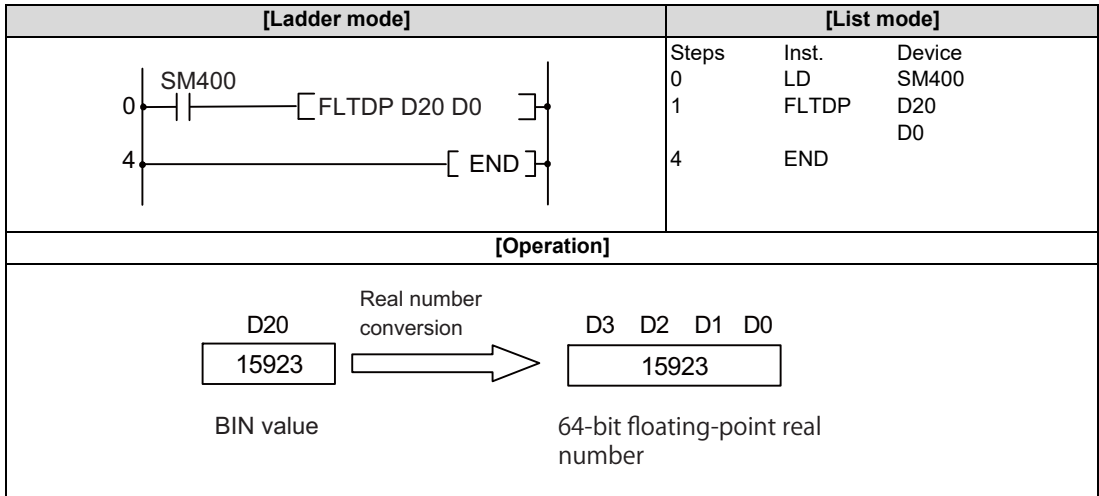 [Ladder mode] [List mode]
Steps Inst. Device
0 LD SM400
1 FLTDP D20
D0
4 END
SM400
0 FLTDP D20 D0
4 END
[Operation]
Real number
conversion
D20 D3 D2 D1 D0
15923 15923
BIN value 64-bit floating-point real
number